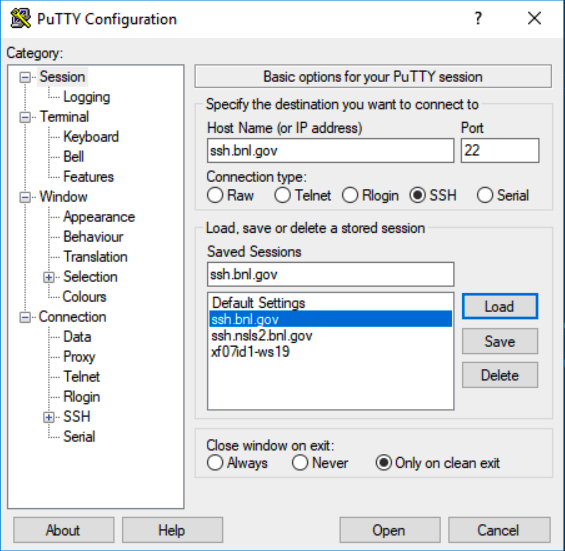 PuTTY Configuration
?
Category:
Session
Logging
Terminal
Keyboard
Bell
Features
Window
Appearance
Behaviour
Translation
Selection
Colours
Connection
Data
Proxy
Telnet
Rlogin
SSH
Serial
Basic options for your PuTTY session
Specify the destination you want to connect to
Host Name (or IP address) Port
ssh.bnl.gov 22
Connection type:
Raw Telnet Rlogin SSH Serial
Load, save or delete a stored session
Saved Sessions
ssh.bnl.gov
Default Settings
ssh.bnl.gov
ssh.nsls2.bnl.gov
xf07id1-ws19
Load
Save
Delete
Close window on exit:
Always Never Only on clean exit
About Help Open Cancel